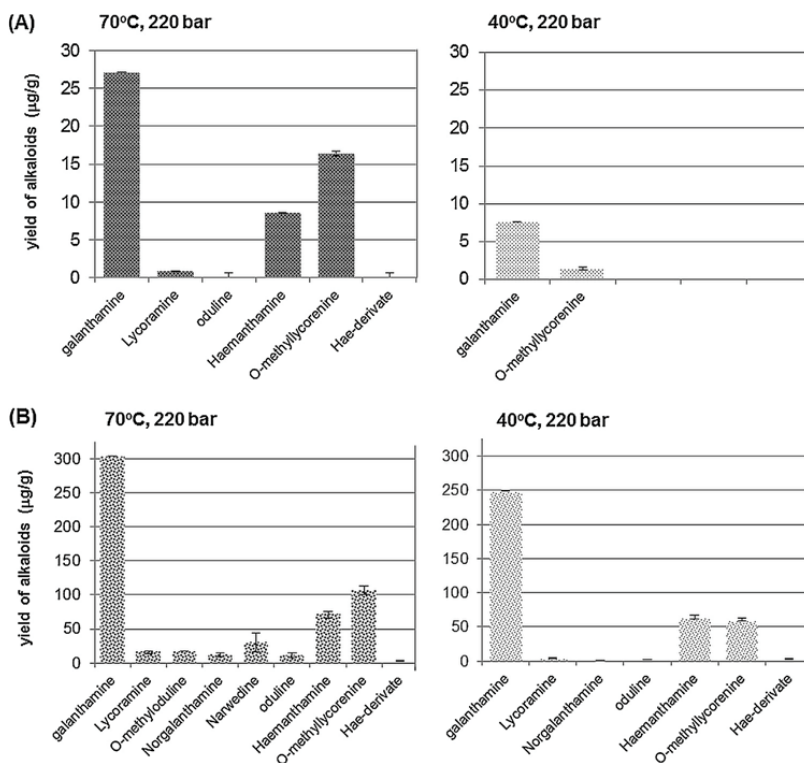 (A)
70°C, 220 bar
40°C, 220 bar
yield of alkaloids (µg/g)
30
25
20
15
10
5
0
galanthamine
Lycoramine
oduline
Haemanthamine
O-methyllycorenine
Hae-derivate
30
25
20
15
10
5
0
galanthamine
O-methyllycorenine
(B)
70°C, 220 bar
40°C, 220 bar
yield of alkaloids (µg/g)
300
250
200
150
100
50
0
galanthamine
Lycoramine
O-methyloduline
Norgalanthamine
Narwedine
oduline
Haemanthamine
O-methyllycorenine
Hae-derivate
300
250
200
150
100
50
0
galanthamine
Lycoramine
Norgalanthamine
oduline
Haemanthamine
O-methyllycorenine
Hae-derivate